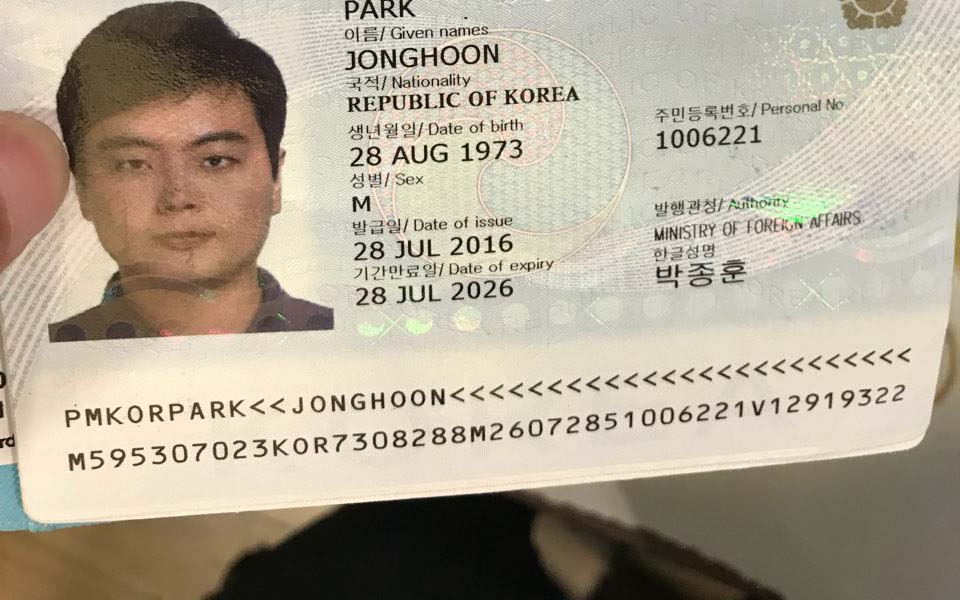 PARK
이름/ Given names
JONGHOON
국적/ Nationality
REPUBLIC OF KOREA
생년월일/ Date of birth
28 AUG 1973
성별/ Sex
M
발급일/ Date of issue
28 JUL 2016
기간만료일/ Date of expiry
28 JUL 2026
주민등록번호/ Personal No
1006221
발행관청/ Authority
MINISTRY OF FOREIGN AFFAIRS
한글성명
박종훈
PMKORPARK<<JONGHOON<<<<<<<<<<<<<<<<<<<<<<<<<
M595307023KOR7308288M26072851006221V12919322